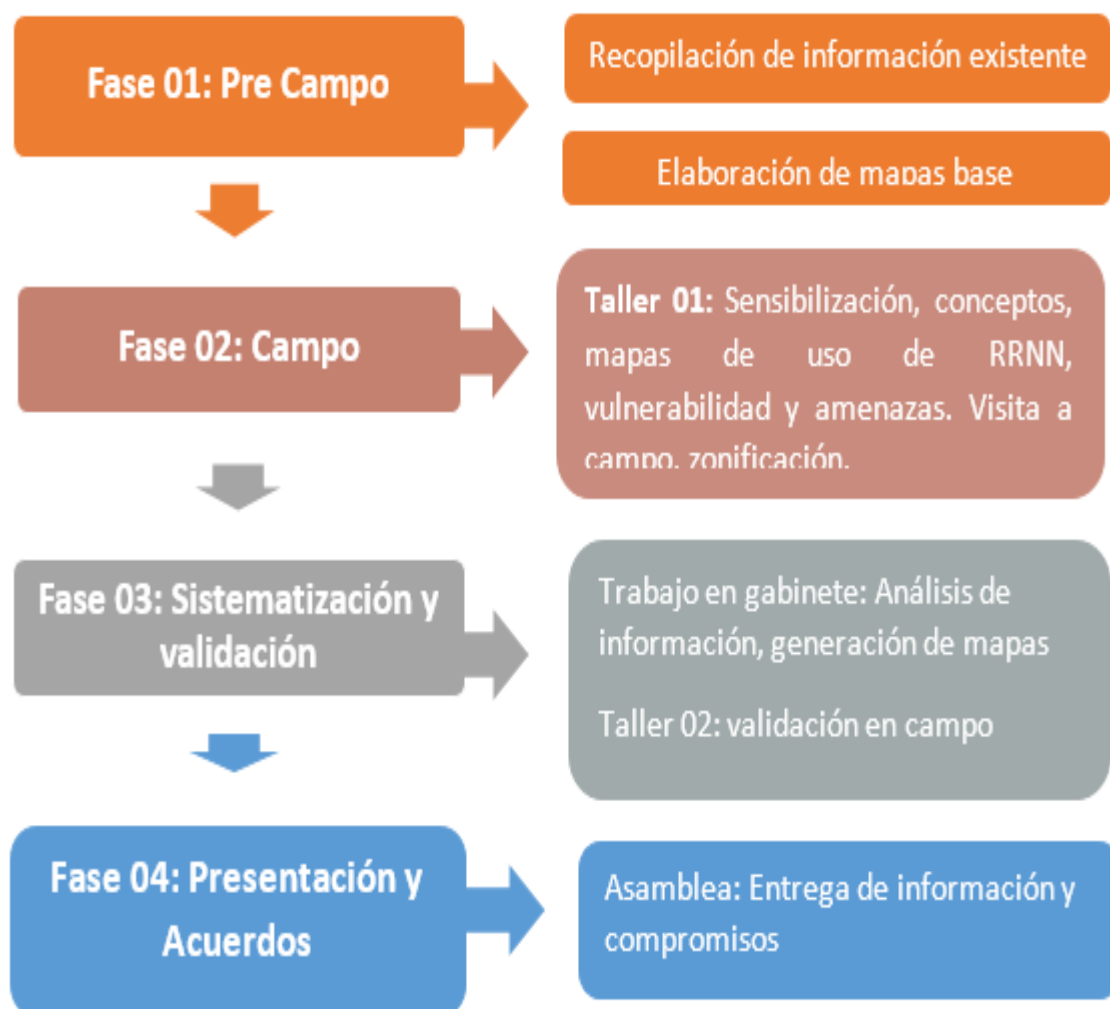 Fase 01: Pre Campo
Recopilación de información existente
Elaboración de mapas base
Fase 02: Campo
Taller 01: Sensibilización, conceptos,
mapas de uso de RRNN,
vulnerabilidad y amenazas. Visita a
campo. zonificación.
Fase 03: Sistematización y
validación
Trabajo en gabinete: Análisis de
información, generación de mapas
Taller 02: validación en campo
Fase 04: Presentación y
Acuerdos
Asamblea: Entrega de información y
compromisos